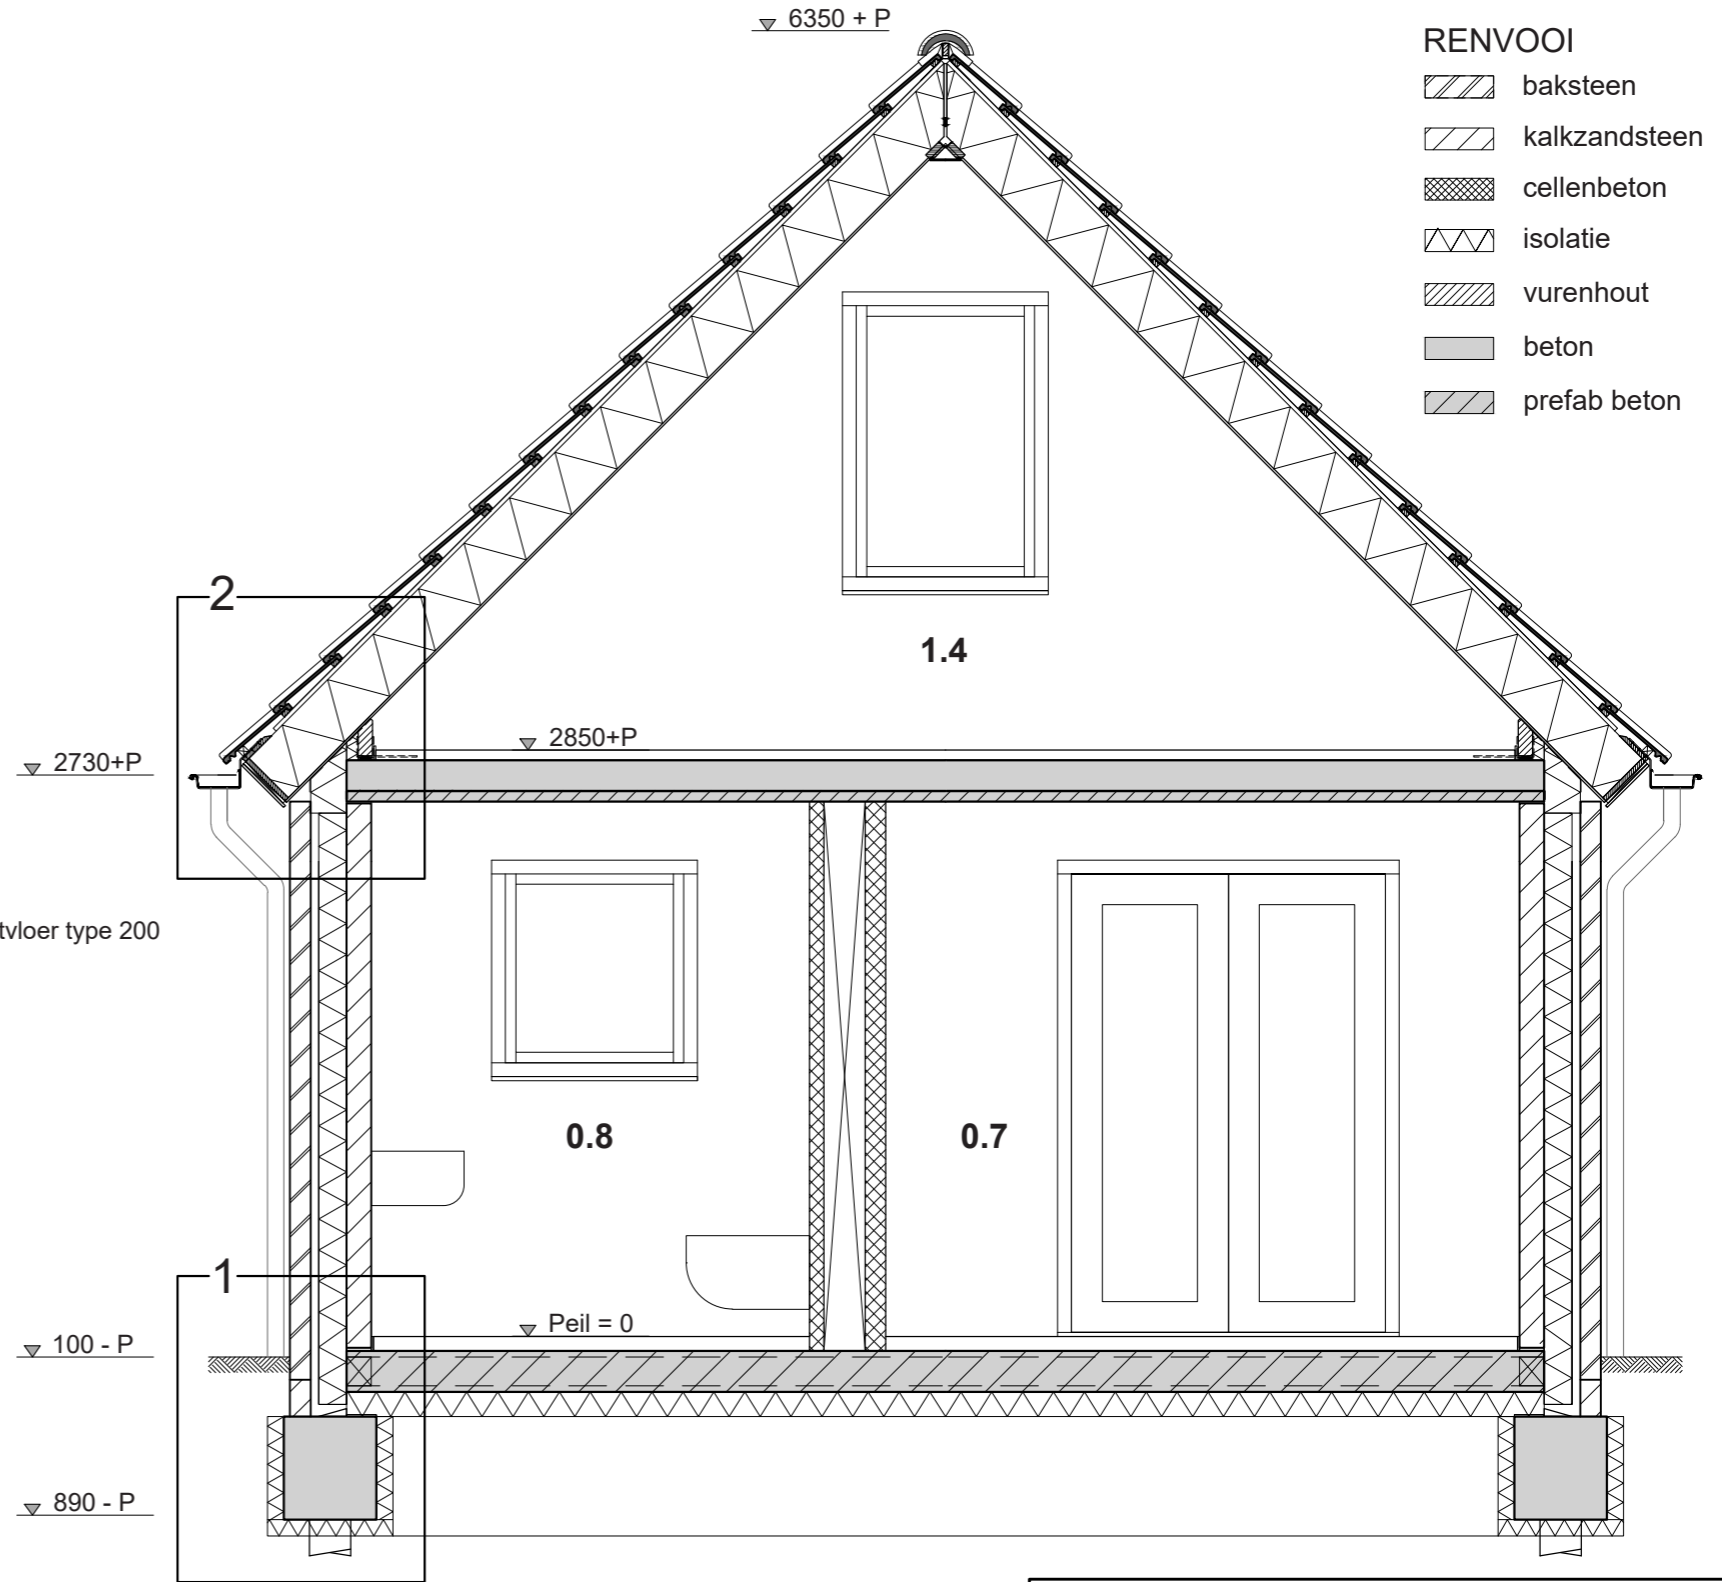 6350 + P
RENVOOI
baksteen
kalkzandsteen
cellenbeton
isolatie
vurenhout
beton
prefab beton
2
1.4
2850+P
2730+P
tvloer type 200
0.8
0.7
1
Peil = 0
100 - P
890 - P